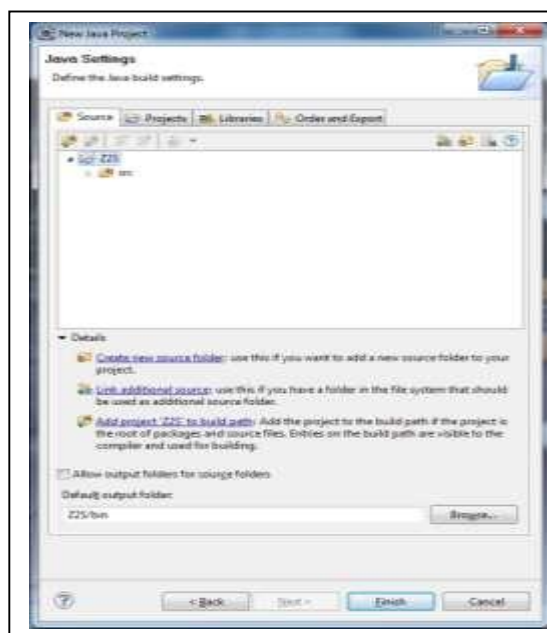 New Java Project
Java Settings
Define the Java build settings.
Source Projects Libraries Order and Export
Z2S
src
Details
Create new source folder: use this if you want to add a new source folder to your
project.
Link additional source: use this if you have a folder in the file system that should
be used as additional source folder.
Add project 'Z2S' to build path: Add the project to the build path if the project is
the root of packages and source files. Entries on the build path are visible to the
compiler and used for building.
Allow output folders for source folders
Default output folder:
Z2S/bin Browse...
< Back Next > Finish Cancel